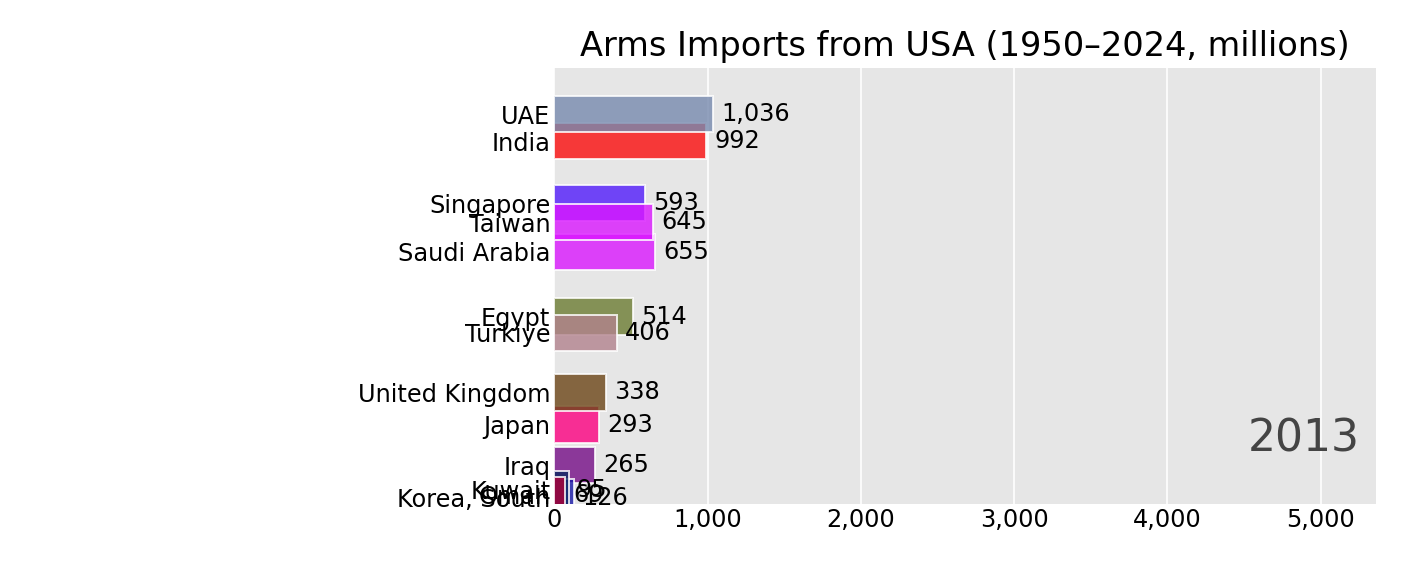 Arms Imports from USA (1950–2024, millions)
UAE 1,036
India 992
Singapore 593
Taiwan 645
Saudi Arabia 655
Egypt 514
Türkiye 406
United Kingdom 338
Japan 293
2013
Iraq 265
Kuwait 95
Korea, South 126
0 1,000 2,000 3,000 4,000 5,000